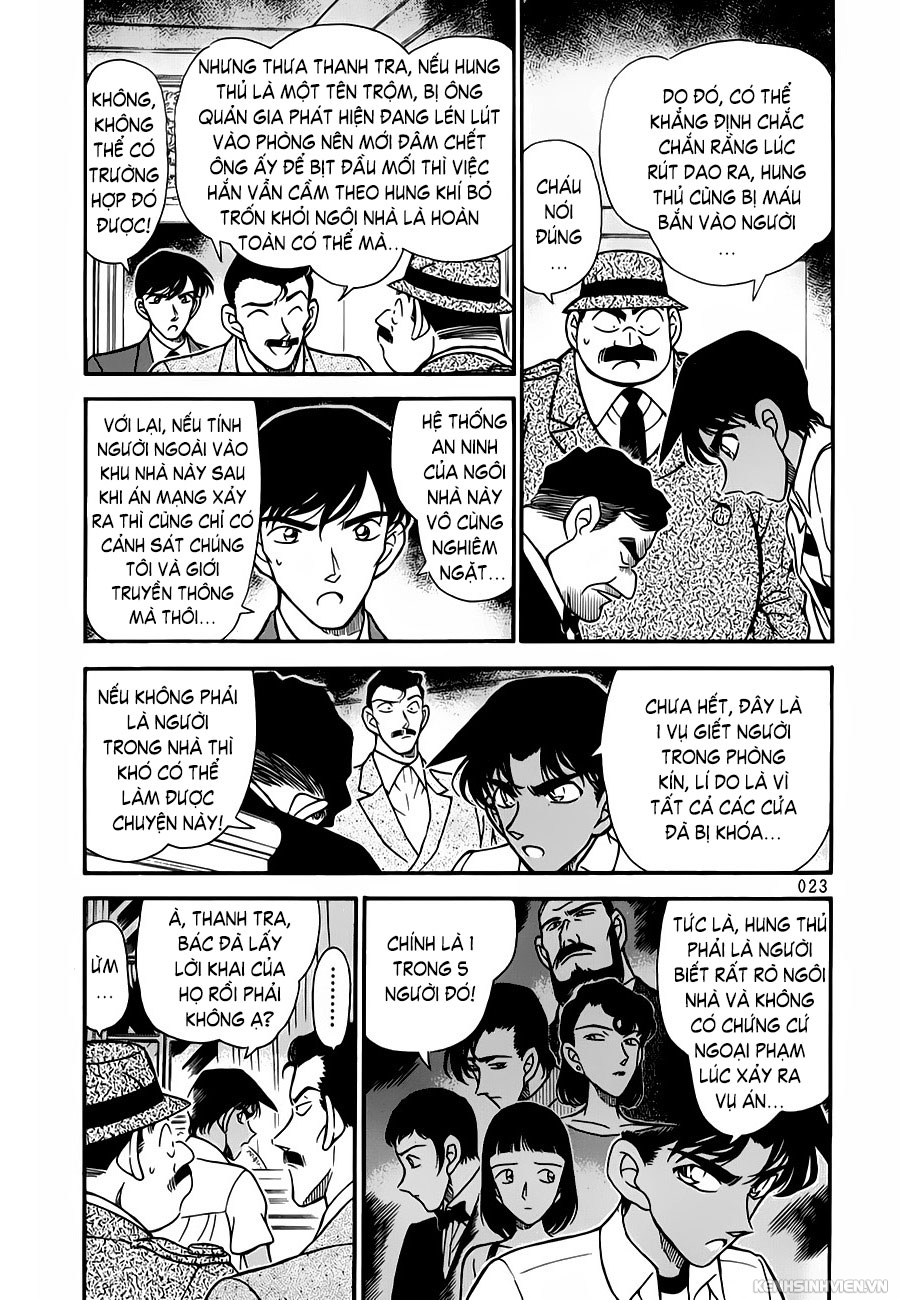 DO ĐÓ, CÓ THỂ
KHẲNG ĐỊNH CHẮC
CHẮN RẰNG LÚC
RÚT DAO RA, HUNG
THỦ CŨNG BỊ MÁU
BẮN VÀO NGƯỜI
...
CHÁU
NÓI
ĐÚNG
...
NHƯNG THƯA THANH TRA, NẾU HUNG
THỦ LÀ MỘT TÊN TRỘM, BỊ ÔNG
QUẢN GIA PHÁT HIỆN ĐANG LÉN LÚT
VÀO PHÒNG NÊN MỚI ĐÂM CHẾT
ÔNG ẤY ĐỂ BỊT ĐẦU MỐI THÌ VIỆC
HẮN VẪN CẦM THEO HUNG KHÍ BỎ
TRỐN KHỎI NGÔI NHÀ LÀ HOÀN
TOÀN CÓ THỂ MÀ...
KHÔNG,
KHÔNG
THỂ CÓ
TRƯỜNG
HỢP ĐÓ
ĐƯỢC!
HỆ THỐNG
AN NINH
CỦA NGÔI
NHÀ NÀY
VÔ CÙNG
NGHIÊM
NGẶT...
VỚI LẠI, NẾU TÍNH
NGƯỜI NGOÀI VÀO
KHU NHÀ NÀY SAU
KHI ÁN MẠNG XẢY
RA THÌ CŨNG CHỈ CÓ
CẢNH SÁT CHÚNG
TÔI VÀ GIỚI
TRUYỀN THÔNG
MÀ THÔI...
CHƯA HẾT, ĐÂY LÀ
1 VỤ GIẾT NGƯỜI
TRONG PHÒNG
KÍN, LÍ DO LÀ VÌ
TẤT CẢ CÁC CỬA
ĐÃ BỊ KHÓA...
NẾU KHÔNG PHẢI
LÀ NGƯỜI
TRONG NHÀ THÌ
KHÓ CÓ THỂ
LÀM ĐƯỢC
CHUYỆN NÀY!
023
TỨC LÀ, HUNG THỦ
PHẢI LÀ NGƯỜI
BIẾT RẤT RÕ NGÔI
NHÀ VÀ KHÔNG
CÓ CHỨNG CỨ
NGOẠI PHẠM
LÚC XẢY RA
VỤ ÁN...
CHÍNH LÀ 1
TRONG 5
NGƯỜI ĐÓ!
.........
À, THANH TRA,
BÁC ĐÃ LẤY
LỜI KHAI CỦA
HỌ RỒI PHẢI
KHÔNG Ạ?
ỪM
...
KENHSINHVIEN.VN